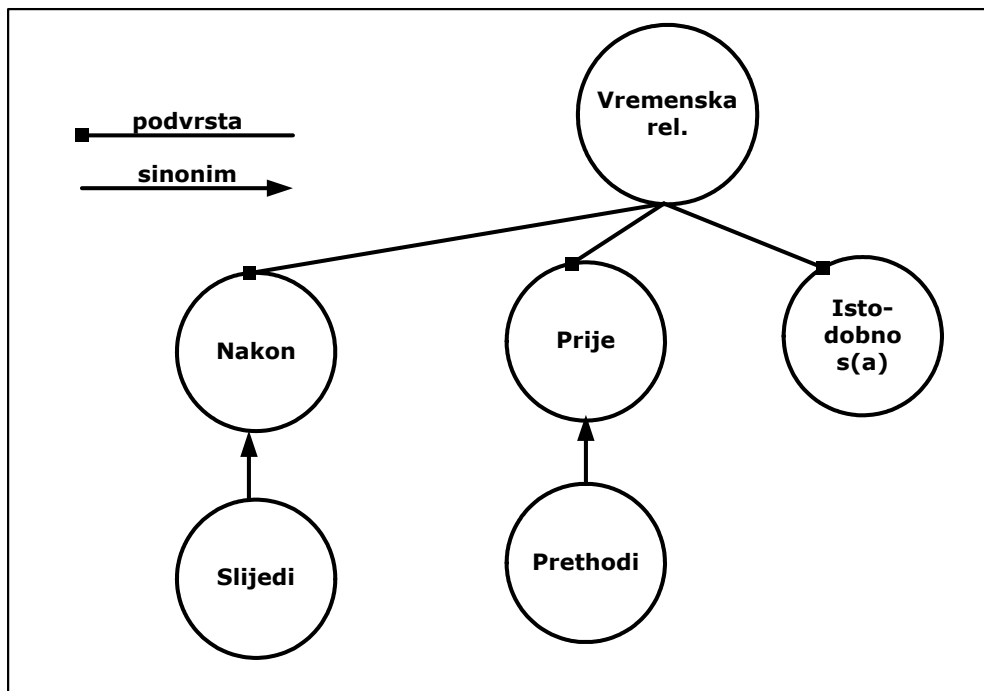 Vremenska
rel.
podvrsta
sinonim
Nakon
Prije
Isto-
dobno
s(a)
Slijedi
Prethodi